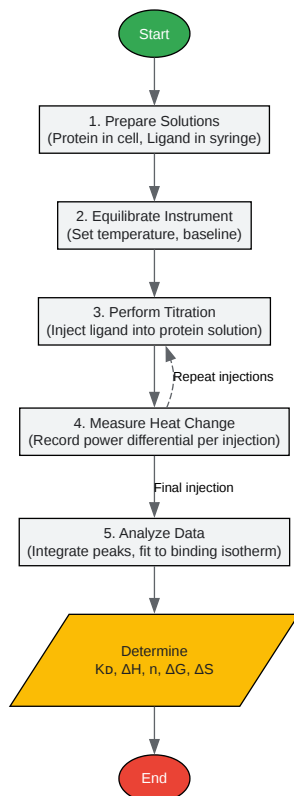 Start
1. Prepare Solutions
(Protein in cell, Ligand in syringe)
2. Equilibrate Instrument
(Set temperature, baseline)
3. Perform Titration
(Inject ligand into protein solution)
Repeat injections
4. Measure Heat Change
(Record power differential per injection)
Final injection
5. Analyze Data
(Integrate peaks, fit to binding isotherm)
Determine
Kᴅ, ΔH, n, ΔG, ΔS
End